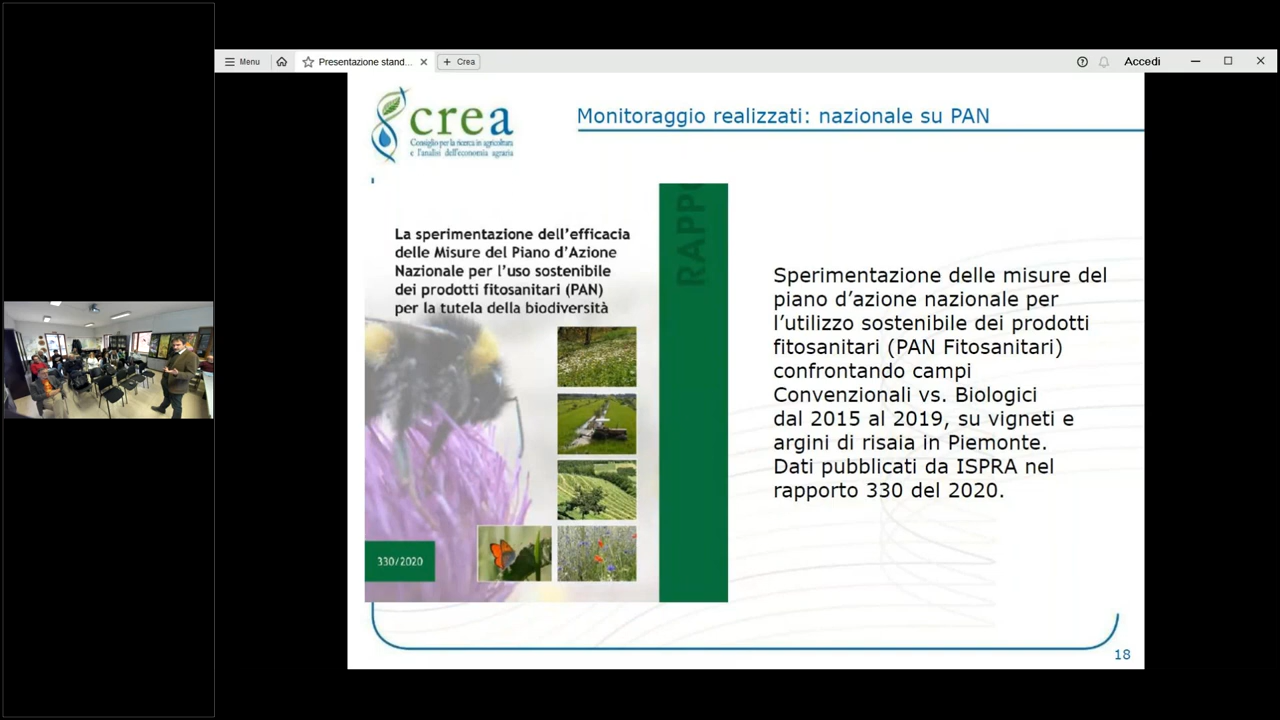 Menu
Presentazione stand...
Crea
Accedi
crea
Consiglio per la ricerca in agricoltura
e l'analisi dell'economia agraria
Monitoraggio realizzati: nazionale su PAN
La sperimentazione dell'efficacia
delle Misure del Piano d'Azione
Nazionale per l'uso sostenibile
dei prodotti fitosanitari (PAN)
per la tutela della biodiversità
RAPPO
330/2020
Sperimentazione delle misure del
piano d'azione nazionale per
l'utilizzo sostenibile dei prodotti
fitosanitari (PAN Fitosanitari)
confrontando campi
Convenzionali vs. Biologici
dal 2015 al 2019, su vigneti e
argini di risaia in Piemonte.
Dati pubblicati da ISPRA nel
rapporto 330 del 2020.
18